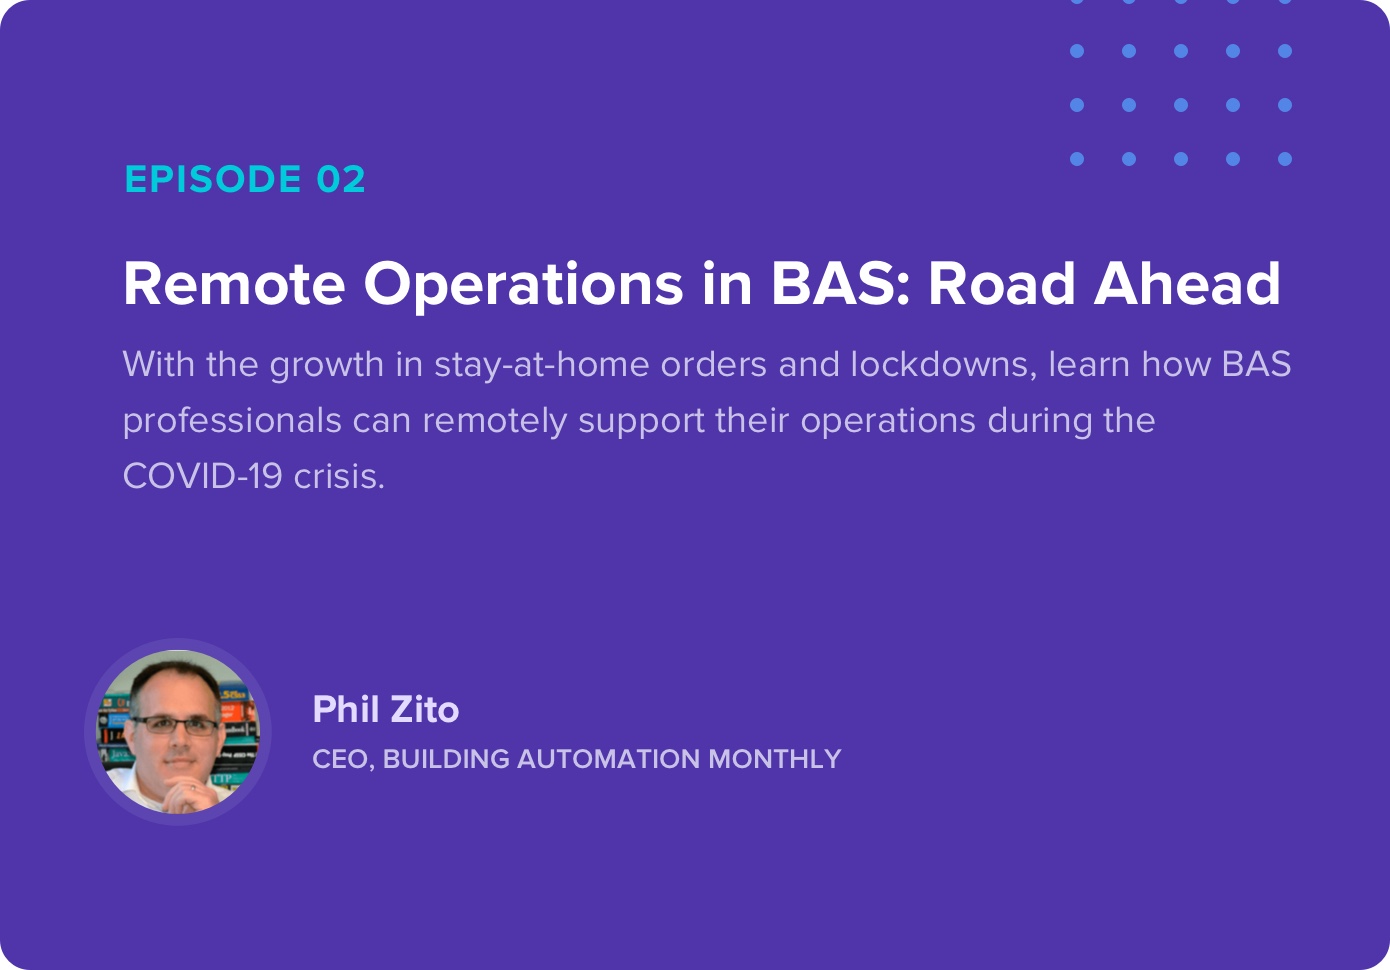 EPISODE 02
Remote Operations in BAS: Road Ahead
With the growth in stay-at-home orders and lockdowns, learn how BAS
professionals can remotely support their operations during the
COVID-19 crisis.
Phil Zito
CEO, BUILDING AUTOMATION MONTHLY